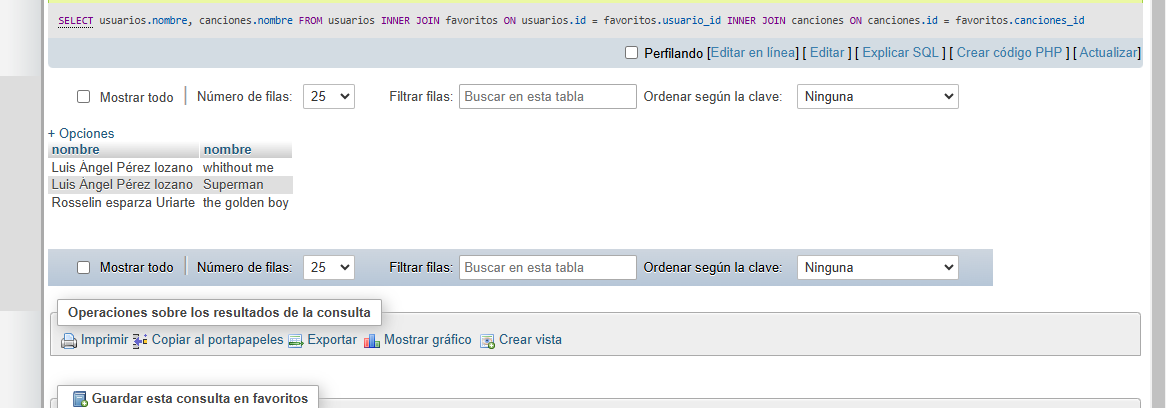 SELECT usuarios.nombre, canciones.nombre FROM usuarios INNER JOIN favoritos ON usuarios.id = favoritos.usuario_id INNER JOIN canciones ON canciones.id = favoritos.canciones_id
Perfilando [Editar en línea] [ Editar ] [ Explicar SQL ] [ Crear código PHP ] [ Actualizar]
Mostrar todo Número de filas: 25 Filtrar filas: Buscar en esta tabla Ordenar según la clave: Ninguna
+ Opciones
nombre nombre
Luis Àngel Pérez lozano whithout me
Luis Àngel Pérez lozano Superman
Rosselin esparza Uriarte the golden boy
Mostrar todo Número de filas: 25 Filtrar filas: Buscar en esta tabla Ordenar según la clave: Ninguna
Operaciones sobre los resultados de la consulta
Imprimir Copiar al portapapeles Exportar Mostrar gráfico Crear vista
Guardar esta consulta en favoritos